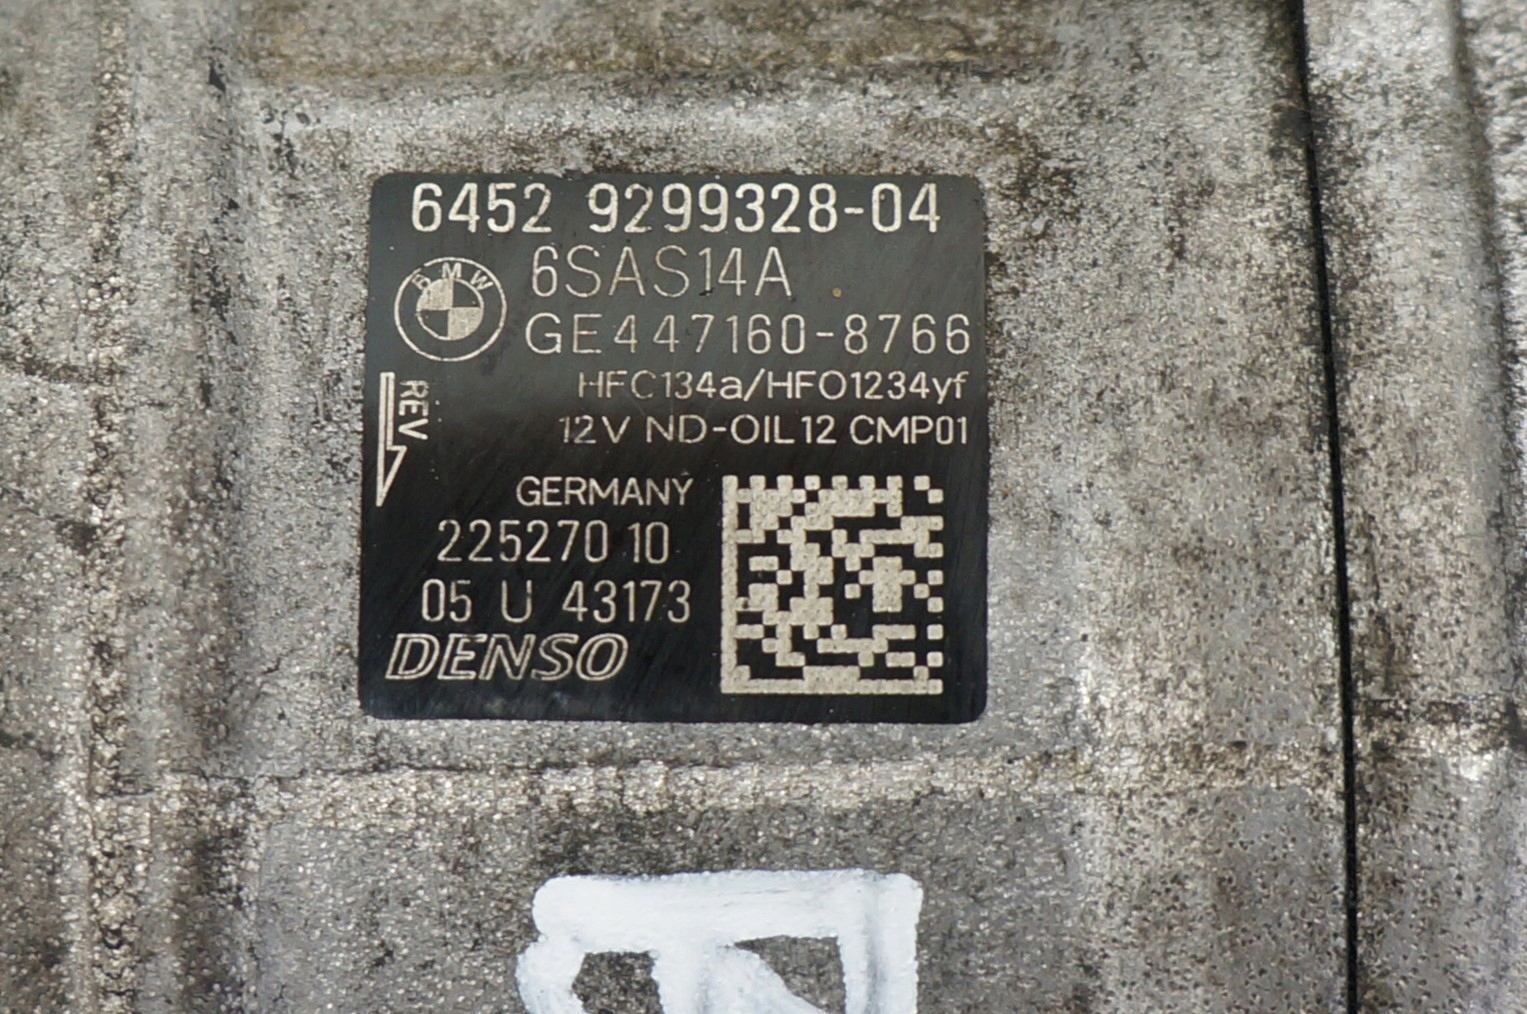 6452 9299328-04
BMW
6SAS14A
GE447160-8766
HFC134a/HFO1234yf
REV
12V ND-OIL12 CMP01
GERMANY
225270 10
05 U 43173
DENSO